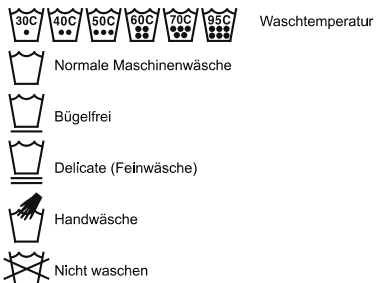 30C 40C 50C 60C 70C 95C Waschtemperatur
Normale Maschinenwäsche
Bügelfrei
Delicate (Feinwäsche)
Handwäsche
Nicht waschen